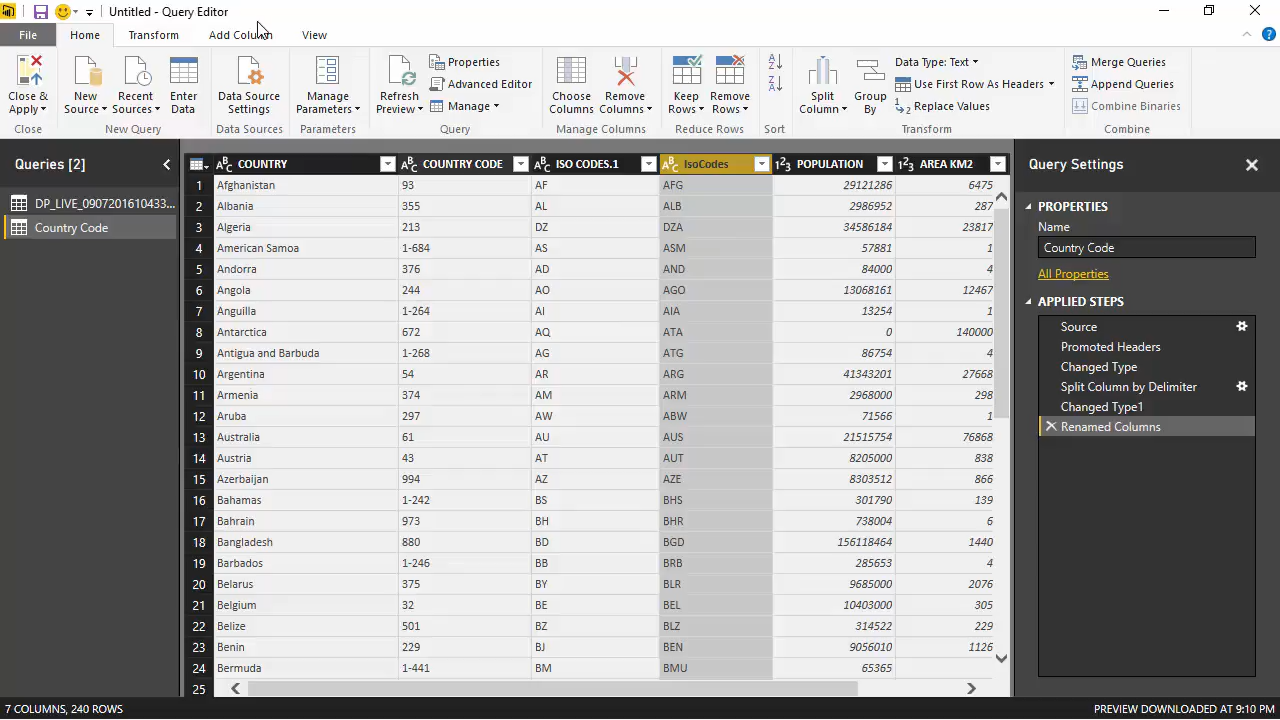 Untitled - Query Editor
File Home Transform Add Column View
Close & Apply New Source Recent Sources Enter Data Data Source Settings Manage Parameters Refresh Preview Properties Advanced Editor Manage Choose Columns Remove Columns Keep Rows Remove Rows Split Column Group By Data Type: Text Use First Row As Headers Replace Values Merge Queries Append Queries Combine Binaries
Close New Query Data Sources Parameters Query Manage Columns Reduce Rows Sort Transform Combine
Queries [2]
DP_LIVE_0907201610433...
Country Code
COUNTRY COUNTRY CODE ISO CODES.1 IsoCodes POPULATION AREA KM2
1 Afghanistan 93 AF AFG 29121286 6475
2 Albania 355 AL ALB 2986952 287
3 Algeria 213 DZ DZA 34586184 23817
4 American Samoa 1-684 AS ASM 57881 1
5 Andorra 376 AD AND 84000 4
6 Angola 244 AO AGO 13068161 12467
7 Anguilla 1-264 AI AIA 13254 1
8 Antarctica 672 AQ ATA 0 140000
9 Antigua and Barbuda 1-268 AG ATG 86754 4
10 Argentina 54 AR ARG 41343201 27668
11 Armenia 374 AM ARM 2968000 298
12 Aruba 297 AW ABW 71566 1
13 Australia 61 AU AUS 21515754 76868
14 Austria 43 AT AUT 8205000 838
15 Azerbaijan 994 AZ AZE 8303512 866
16 Bahamas 1-242 BS BHS 301790 139
17 Bahrain 973 BH BHR 738004 6
18 Bangladesh 880 BD BGD 156118464 1440
19 Barbados 1-246 BB BRB 285653 4
20 Belarus 375 BY BLR 9685000 2076
21 Belgium 32 BE BEL 10403000 305
22 Belize 501 BZ BLZ 314522 229
23 Benin 229 BJ BEN 9056010 1126
24 Bermuda 1-441 BM BMU 65365
25
Query Settings
PROPERTIES
Name
Country Code
All Properties
APPLIED STEPS
Source
Promoted Headers
Changed Type
Split Column by Delimiter
Changed Type1
Renamed Columns
7 COLUMNS, 240 ROWS
PREVIEW DOWNLOADED AT 9:10 PM